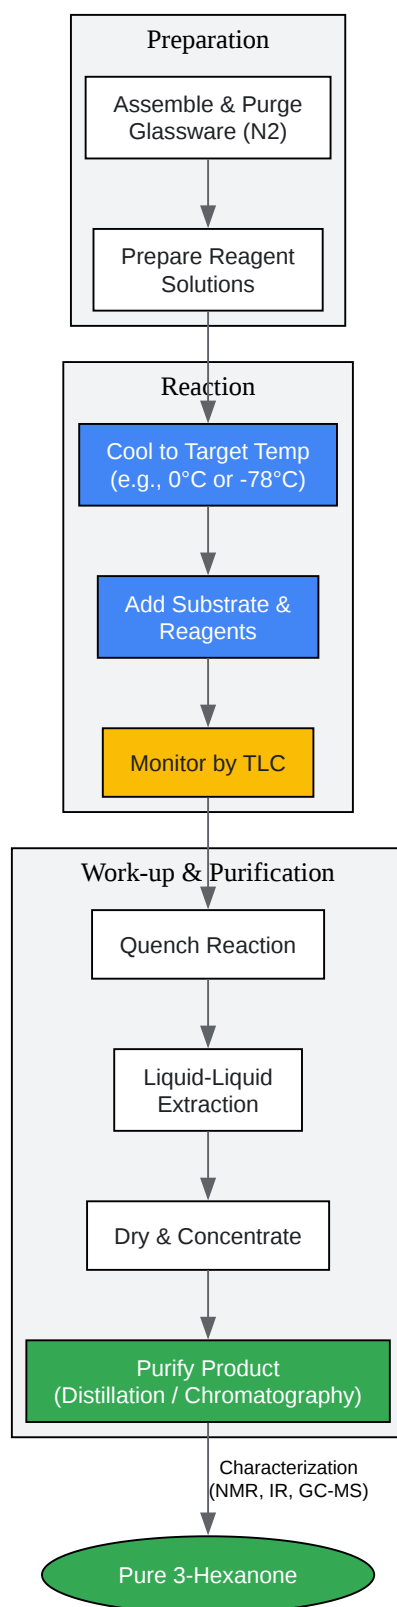 Preparation
Assemble & Purge
Glassware (N2)
Prepare Reagent
Solutions
Reaction
Cool to Target Temp
(e.g., 0°C or -78°C)
Add Substrate &
Reagents
Monitor by TLC
Work-up & Purification
Quench Reaction
Liquid-Liquid
Extraction
Dry & Concentrate
Purify Product
(Distillation / Chromatography)
Characterization
(NMR, IR, GC-MS)
Pure 3-Hexanone